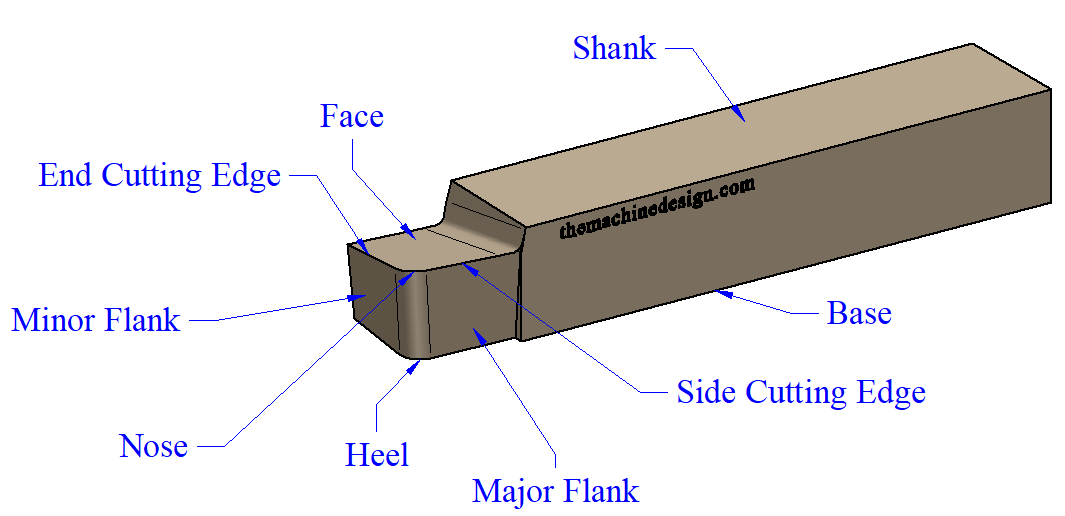 Shank
Face
End Cutting Edge
themachinedesign.com
Minor Flank
Base
Side Cutting Edge
Nose
Heel
Major Flank